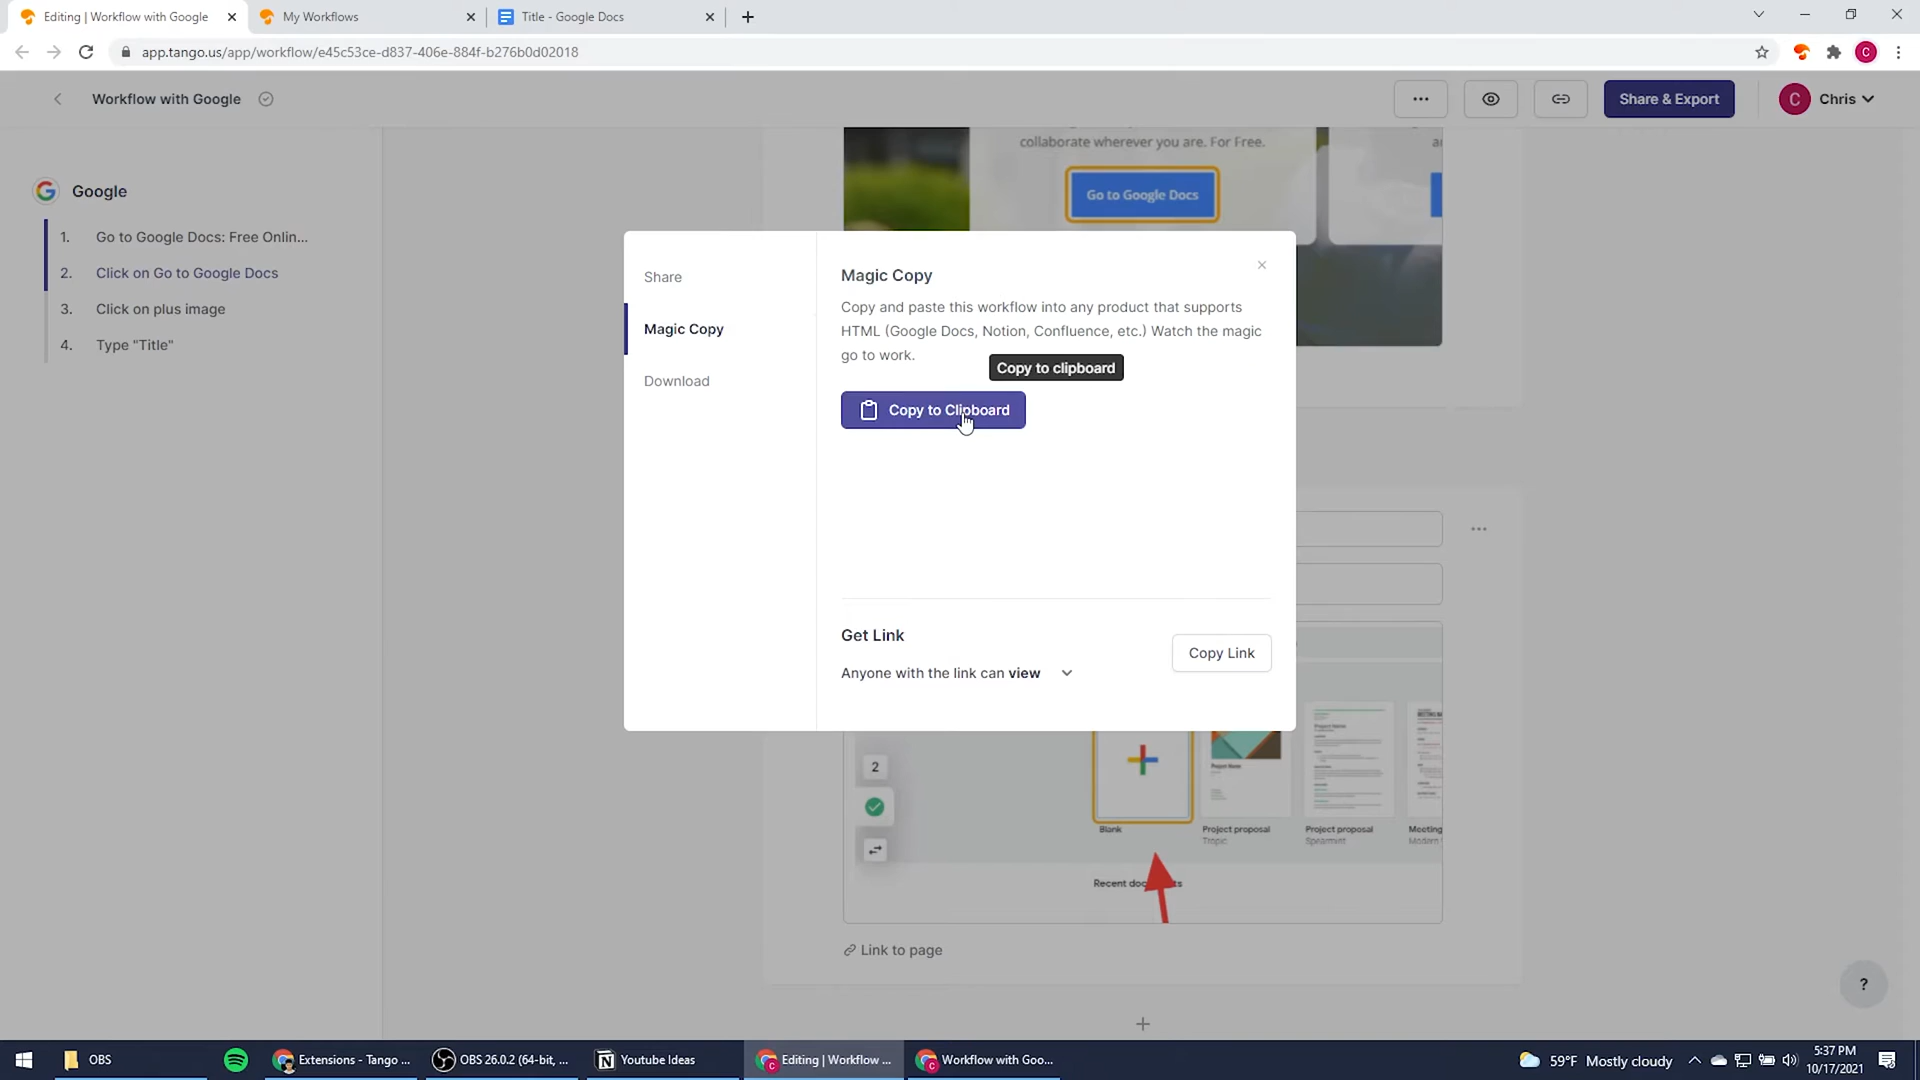 Editing | Workflow with Google
My Workflows
Title - Google Docs
app.tango.us/app/workflow/e45c53ce-d837-406e-884f-b276b0d02018
C
Workflow with Google
Share & Export
C
Chris
Google
1. Go to Google Docs: Free Onlin...
2. Click on Go to Google Docs
3. Click on plus image
4. Type "Title"
collaborate wherever you are. For Free.
Go to Google Docs
Share
Magic Copy
Download
Magic Copy
Copy and paste this workflow into any product that supports
HTML (Google Docs, Notion, Confluence, etc.) Watch the magic
go to work.
Copy to clipboard
Copy to Clipboard
Get Link
Anyone with the link can view
Copy Link
2
Blank
Project proposal
Tropic
Project proposal
Spearmint
Meeting
Modern
Link to page
?
OBS
Extensions - Tango ...
OBS 26.0.2 (64-bit, ...
Youtube Ideas
Editing | Workflow ...
Workflow with Goo...
59°F Mostly cloudy
5:37 PM
10/17/2021